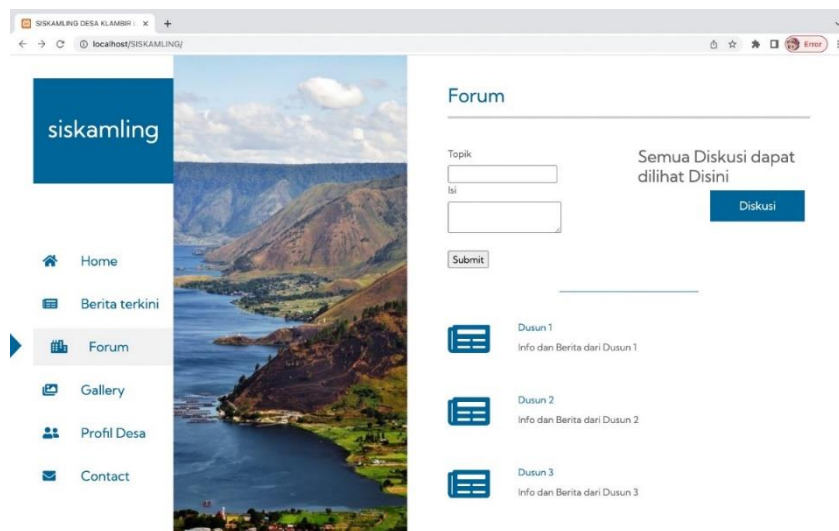 SISKAMLING DESA KLAMBIR
localhost/SISKAMLING/
Error
siskamling
Home
Berita terkini
Forum
Gallery
Profil Desa
Contact
Forum
Topik
Isi
Submit
Semua Diskusi dapat
dilihat Disini
Diskusi
Dusun 1
Info dan Berita dari Dusun 1
Dusun 2
Info dan Berita dari Dusun 2
Dusun 3
Info dan Berita dari Dusun 3